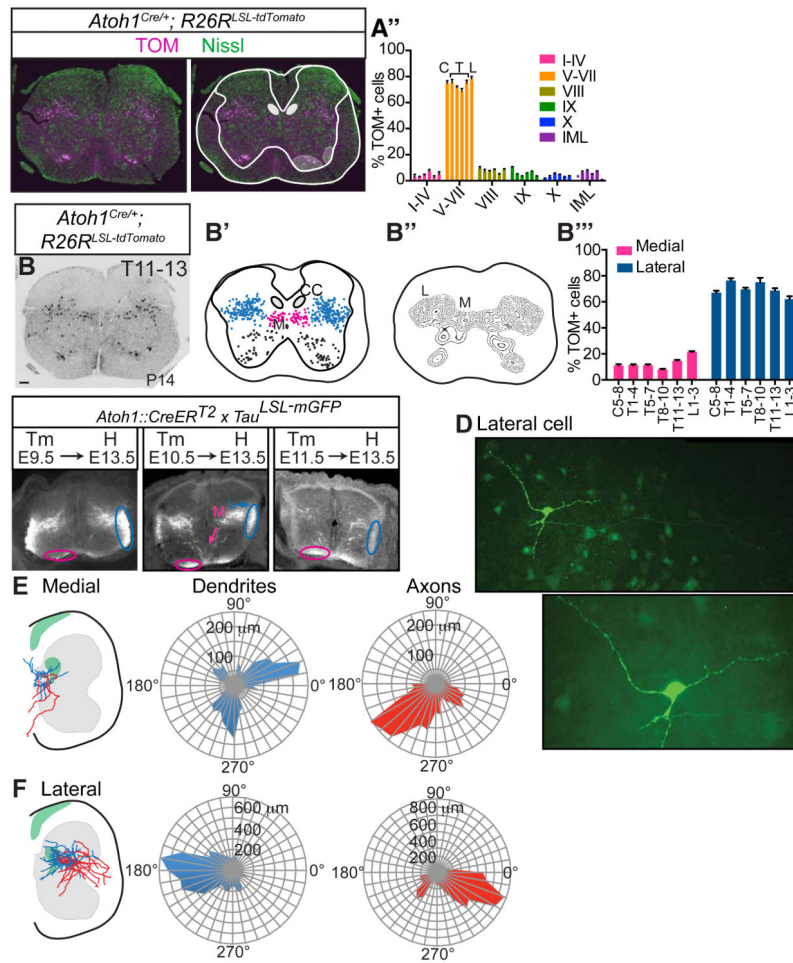 Atoh1Cre/+; R26RLSL-tdTomato
TOM Nissl
A"
% TOM+ cells
80
60
40
20
0
C T L
I-IV
V-VII
VIII
IX
X
IML
I-IV
V-VII
VIII
IX
X
IML
Atoh1Cre/+;
R26RLSL-tdTomato
B
T11-13
P14
B'
CC
M
B"
L
M
B"'
Medial
Lateral
% TOM+ cells
100
80
60
40
20
0
C5-8
T1-4
T5-7
T8-10
T11-13
L1-3
C5-8
T1-4
T5-7
T8-10
T11-13
L1-3
Atoh1::CreERT2 x TauLSL-mGFP
Tm H
E9.5 → E13.5
Tm H
E10.5 → E13.5
Tm H
E11.5 → E13.5
M
D Lateral cell
E Medial
Dendrites
90°
200 μm
100
180°
0°
270°
Axons
90°
200 μm
100
180°
0°
270°
F Lateral
90°
600 μm
400
200
180°
0°
270°
90°
800 μm
600
400
200
180°
0°
270°